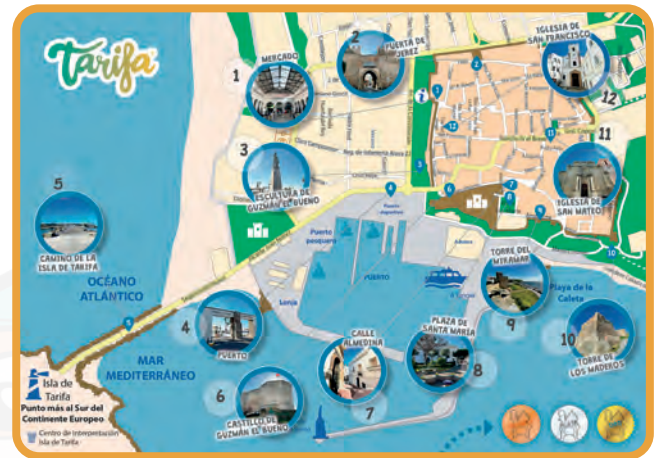 Tarifa
1
MERCADO
2
PUERTA DE
JEREZ
IGLESIA DE
SAN FRANCISCO
12
3
ESCULTURA DE
GUZMÁN EL BUENO
11
IGLESIA DE
SAN MATEO
5
CAMINO DE LA
ISLA DE TARIFA
OCÉANO
ATLÁNTICO
MAR
MEDITERRÁNEO
Puerto
pesquero
Puerto
deportivo
PUERTO
Lonja
Aduana
a Tánger
TORRE DEL
MIRAMAR
9
Playa de la
Caleta
10
TORRE DE
LOS MADEROS
4
PUERTO
CALLE
ALMEDINA
7
PLAZA DE
SANTA MARÍA
8
6
CASTILLO DE
GUZMÁN EL BUENO
Isla de
Tarifa
Punto más al Sur del
Continente Europeo
Centro de Interpretación
Isla de Tarifa